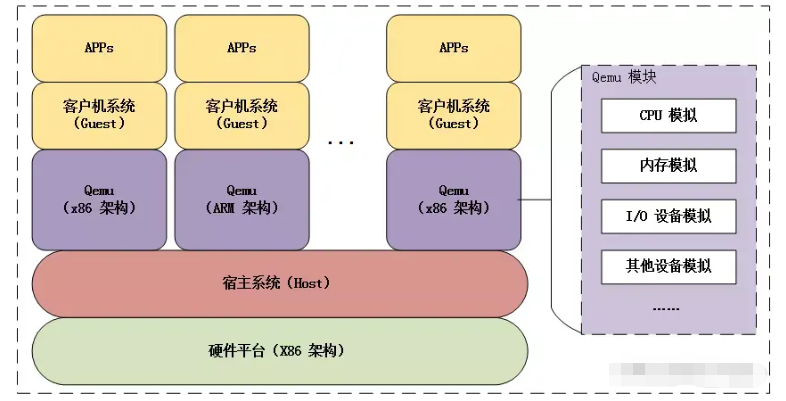 APPs
APPs
APPs
客户机系统
（Guest）
客户机系统
（Guest）
...
客户机系统
（Guest）
Qemu
（x86 架构）
Qemu
（ARM 架构）
Qemu
（x86 架构）
宿主系统（Host）
硬件平台（X86 架构）
Qemu 模块
CPU 模拟
内存模拟
I/O 设备模拟
其他设备模拟
……